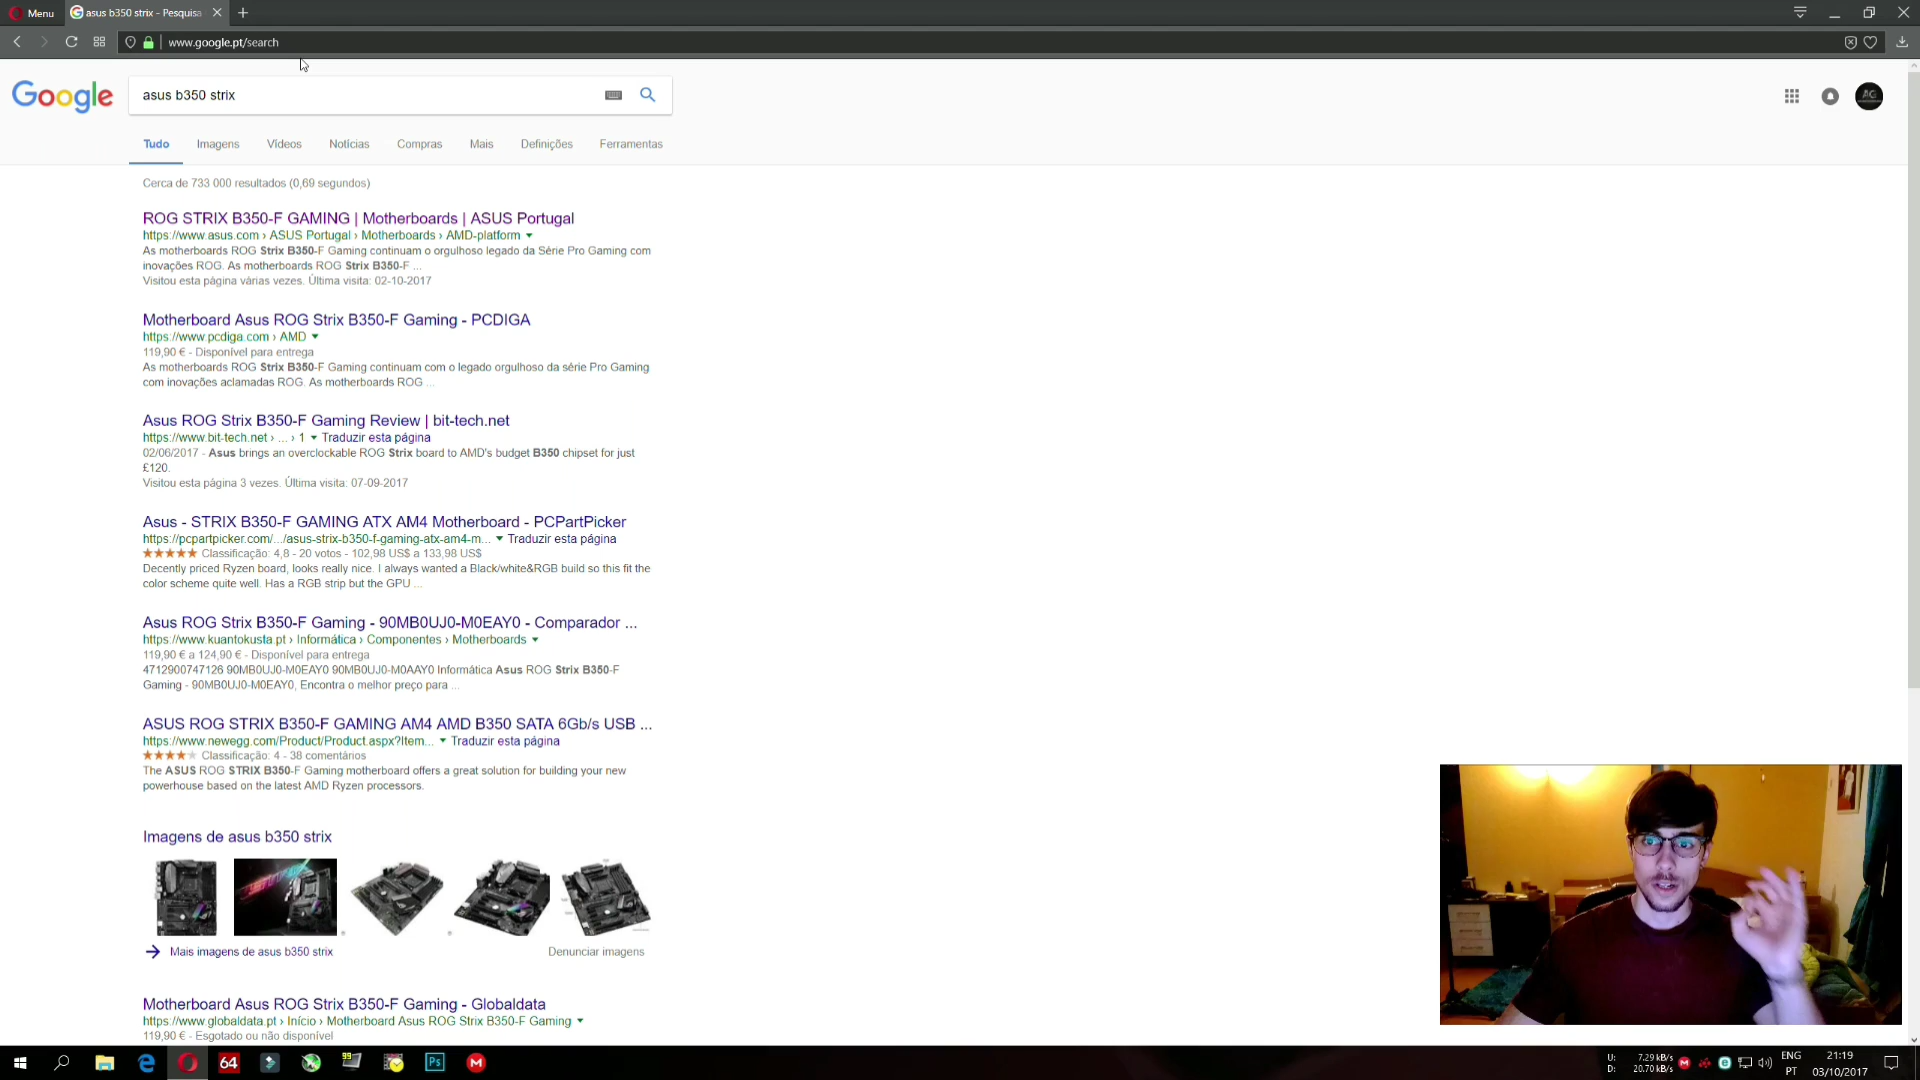 Menu
asus b350 strix - Pesquisa
www.google.pt/search
Google
asus b350 strix
AG
Tudo Imagens Vídeos Notícias Compras Mais Definições Ferramentas
Cerca de 733 000 resultados (0,69 segundos)
ROG STRIX B350-F GAMING | Motherboards | ASUS Portugal
https://www.asus.com › ASUS Portugal › Motherboards › AMD-platform
As motherboards ROG Strix B350-F Gaming continuam o orgulhoso legado da Série Pro Gaming com
inovações ROG. As motherboards ROG Strix B350-F ...
Visitou esta página várias vezes. Última visita: 02-10-2017
Motherboard Asus ROG Strix B350-F Gaming - PCDIGA
https://www.pcdiga.com › AMD
119,90 € - Disponível para entrega
As motherboards ROG Strix B350-F Gaming continuam com o legado orgulhoso da série Pro Gaming
com inovações aclamadas ROG. As motherboards ROG ...
Asus ROG Strix B350-F Gaming Review | bit-tech.net
https://www.bit-tech.net › ... › 1 Traduzir esta página
02/06/2017 - Asus brings an overclockable ROG Strix board to AMD's budget B350 chipset for just
£120.
Visitou esta página 3 vezes. Última visita: 07-09-2017
Asus - STRIX B350-F GAMING ATX AM4 Motherboard - PCPartPicker
https://pcpartpicker.com/.../asus-strix-b350-f-gaming-atx-am4-m... Traduzir esta página
Classificação: 4,8 - 20 votos - 102,98 US$ a 133,98 US$
Decently priced Ryzen board, looks really nice. I always wanted a Black/white&RGB build so this fit the
color scheme quite well. Has a RGB strip but the GPU ...
Asus ROG Strix B350-F Gaming - 90MB0UJ0-M0EAY0 - Comparador ...
https://www.kuantokusta.pt › Informática › Componentes › Motherboards
119,90 € a 124,90 € - Disponível para entrega
4712900747126 90MB0UJ0-M0EAY0 90MB0UJ0-M0AAY0 Informática Asus ROG Strix B350-F
Gaming - 90MB0UJ0-M0EAY0, Encontra o melhor preço para ...
ASUS ROG STRIX B350-F GAMING AM4 AMD B350 SATA 6Gb/s USB ...
https://www.newegg.com/Product/Product.aspx?Item... Traduzir esta página
Classificação: 4 - 38 comentários
The ASUS ROG STRIX B350-F Gaming motherboard offers a great solution for building your new
powerhouse based on the latest AMD Ryzen processors.
Imagens de asus b350 strix
Mais imagens de asus b350 strix Denunciar imagens
Motherboard Asus ROG Strix B350-F Gaming - Globaldata
https://www.globaldata.pt › Início › Motherboard Asus ROG Strix B350-F Gaming
119,90 € - Esgotado ou não disponível
64 99 Ps M
U: 7.29 kB/s
D: 20.70 kB/s
ENG
PT
21:19
03/10/2017